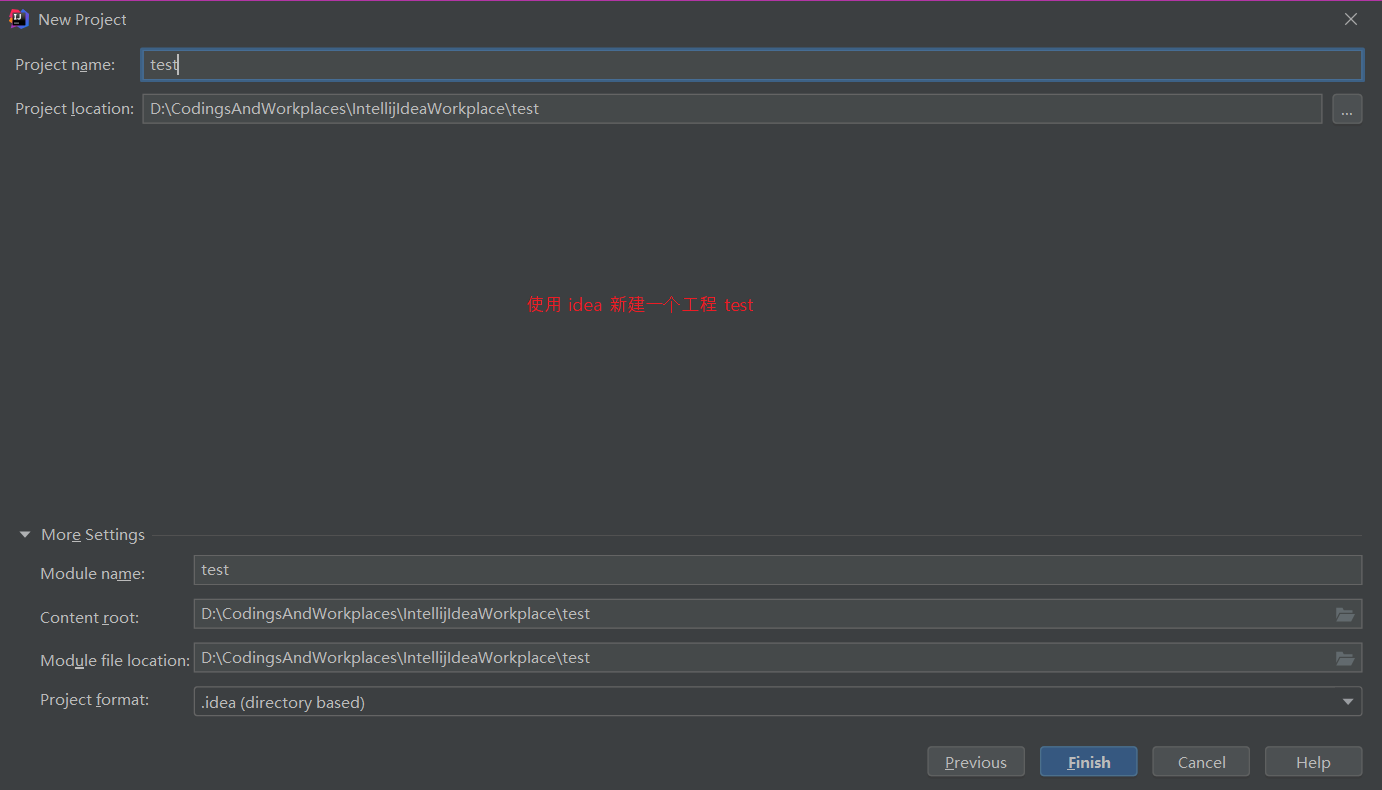 New Project
Project name: test
Project location: D:\CodingsAndWorkplaces\IntellijIdeaWorkplace\test ...
使用 idea 新建一个工程 test
More Settings
Module name: test
Content root: D:\CodingsAndWorkplaces\IntellijIdeaWorkplace\test
Module file location: D:\CodingsAndWorkplaces\IntellijIdeaWorkplace\test
Project format: .idea (directory based)
Previous Finish Cancel Help